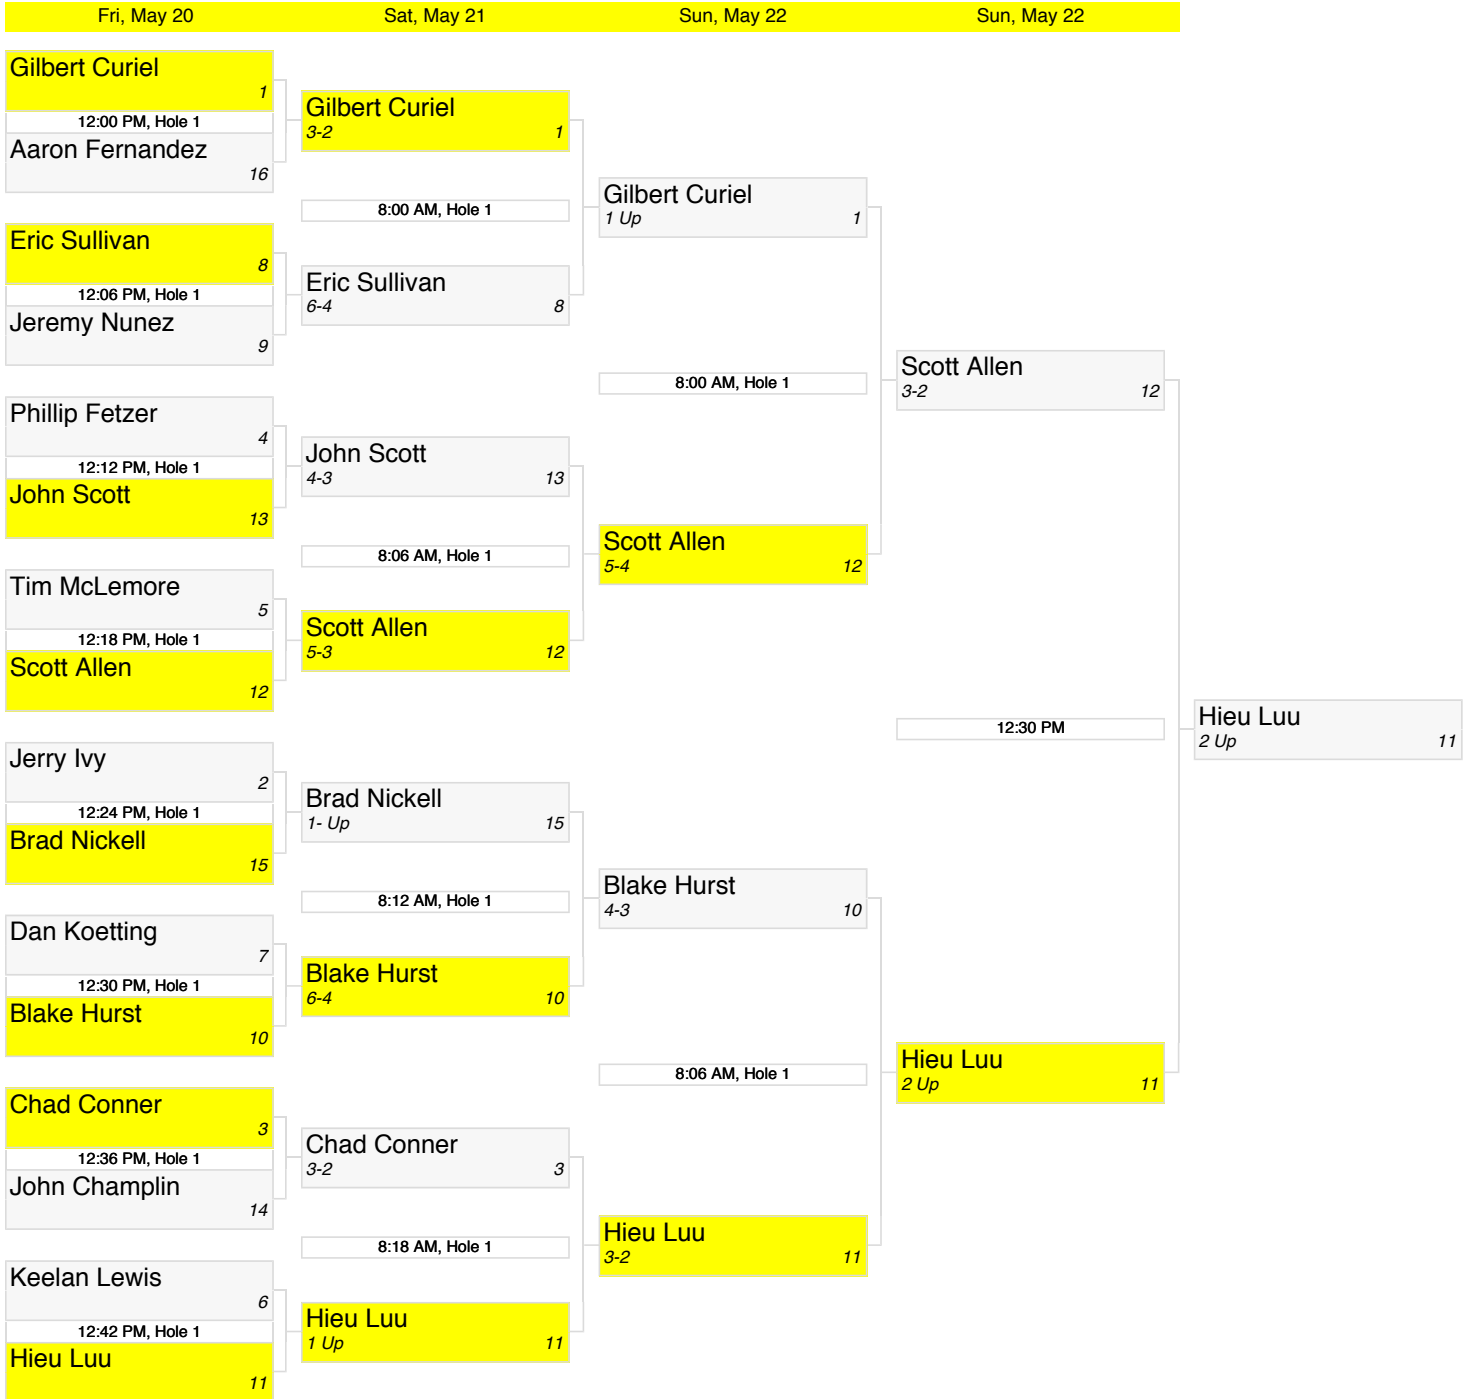 Fri, May 20
Sat, May 21
Sun, May 22
Sun, May 22
Gilbert Curiel
1
12:00 PM, Hole 1
Aaron Fernandez
16
Eric Sullivan
8
12:06 PM, Hole 1
Jeremy Nunez
9
Phillip Fetzer
4
12:12 PM, Hole 1
John Scott
13
Tim McLemore
5
12:18 PM, Hole 1
Scott Allen
12
Jerry Ivy
2
12:24 PM, Hole 1
Brad Nickell
15
Dan Koetting
7
12:30 PM, Hole 1
Blake Hurst
10
Chad Conner
3
12:36 PM, Hole 1
John Champlin
14
Keelan Lewis
6
12:42 PM, Hole 1
Hieu Luu
11
Gilbert Curiel
3-2 1
8:00 AM, Hole 1
Eric Sullivan
6-4 8
John Scott
4-3 13
8:06 AM, Hole 1
Scott Allen
5-3 12
Brad Nickell
1- Up 15
8:12 AM, Hole 1
Blake Hurst
6-4 10
Chad Conner
3-2 3
8:18 AM, Hole 1
Hieu Luu
1 Up 11
Gilbert Curiel
1 Up 1
8:00 AM, Hole 1
Scott Allen
5-4 12
Blake Hurst
4-3 10
8:06 AM, Hole 1
Hieu Luu
3-2 11
Scott Allen
3-2 12
12:30 PM
Hieu Luu
2 Up 11
Hieu Luu
2 Up 11